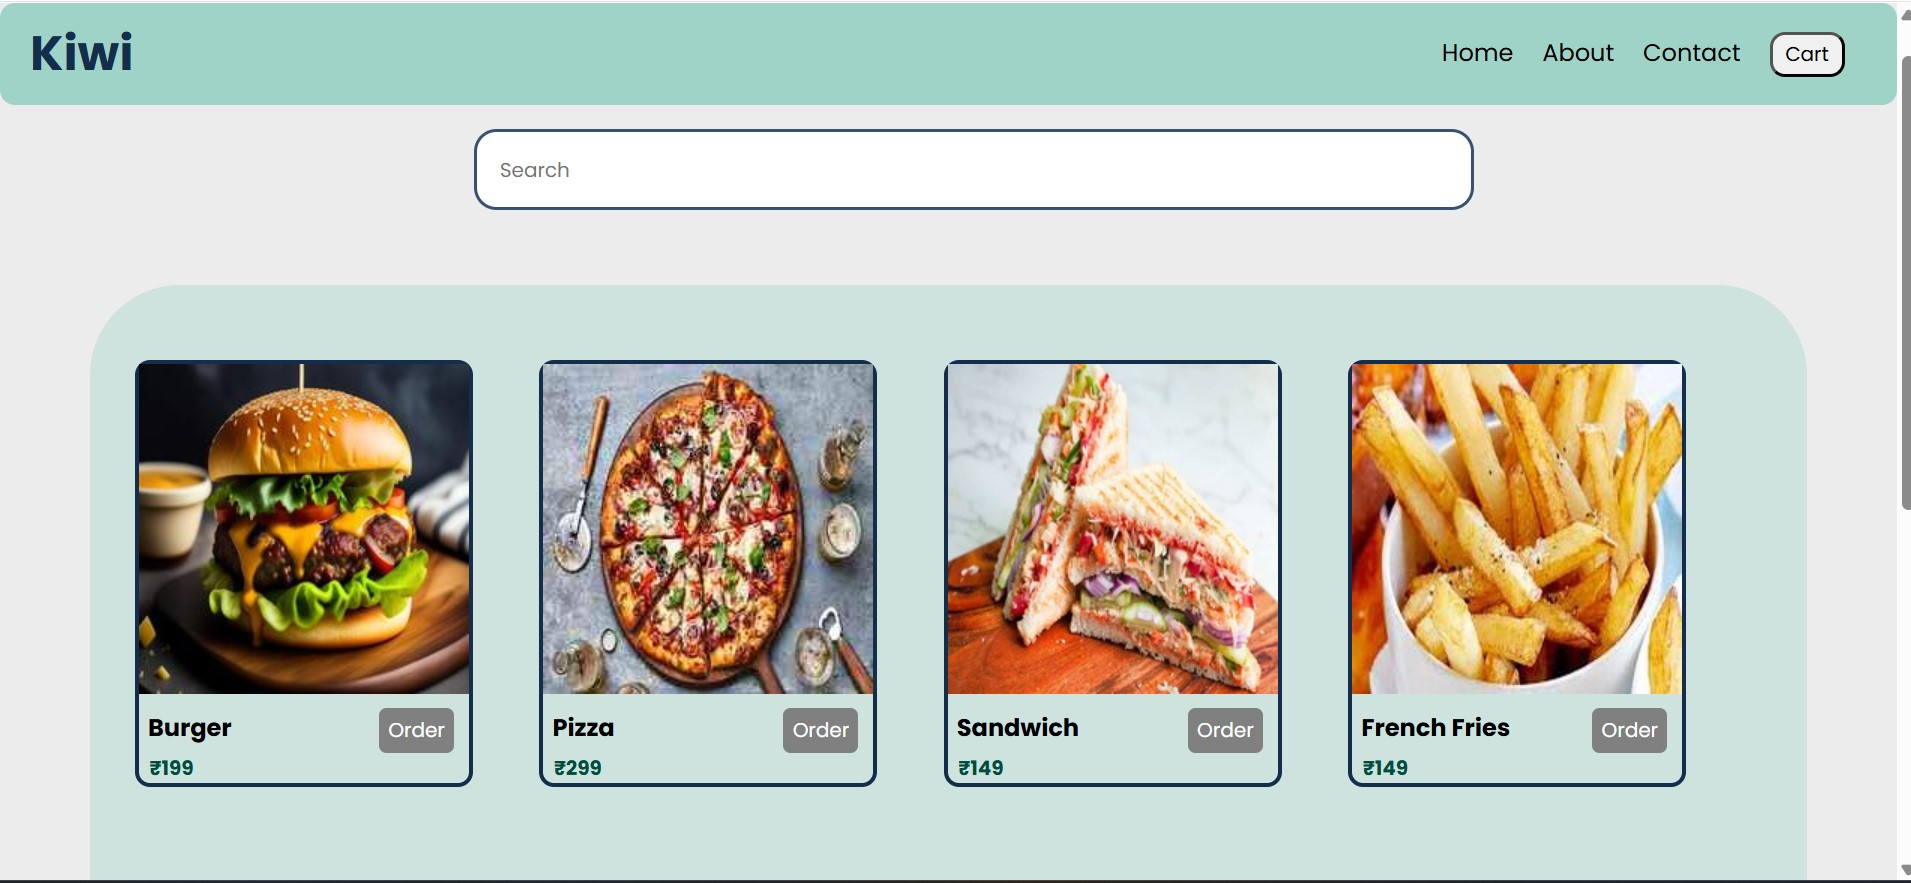 Kiwi
Home About Contact Cart
Search
Burger Order
₹199
Pizza Order
₹299
Sandwich Order
₹149
French Fries Order
₹149